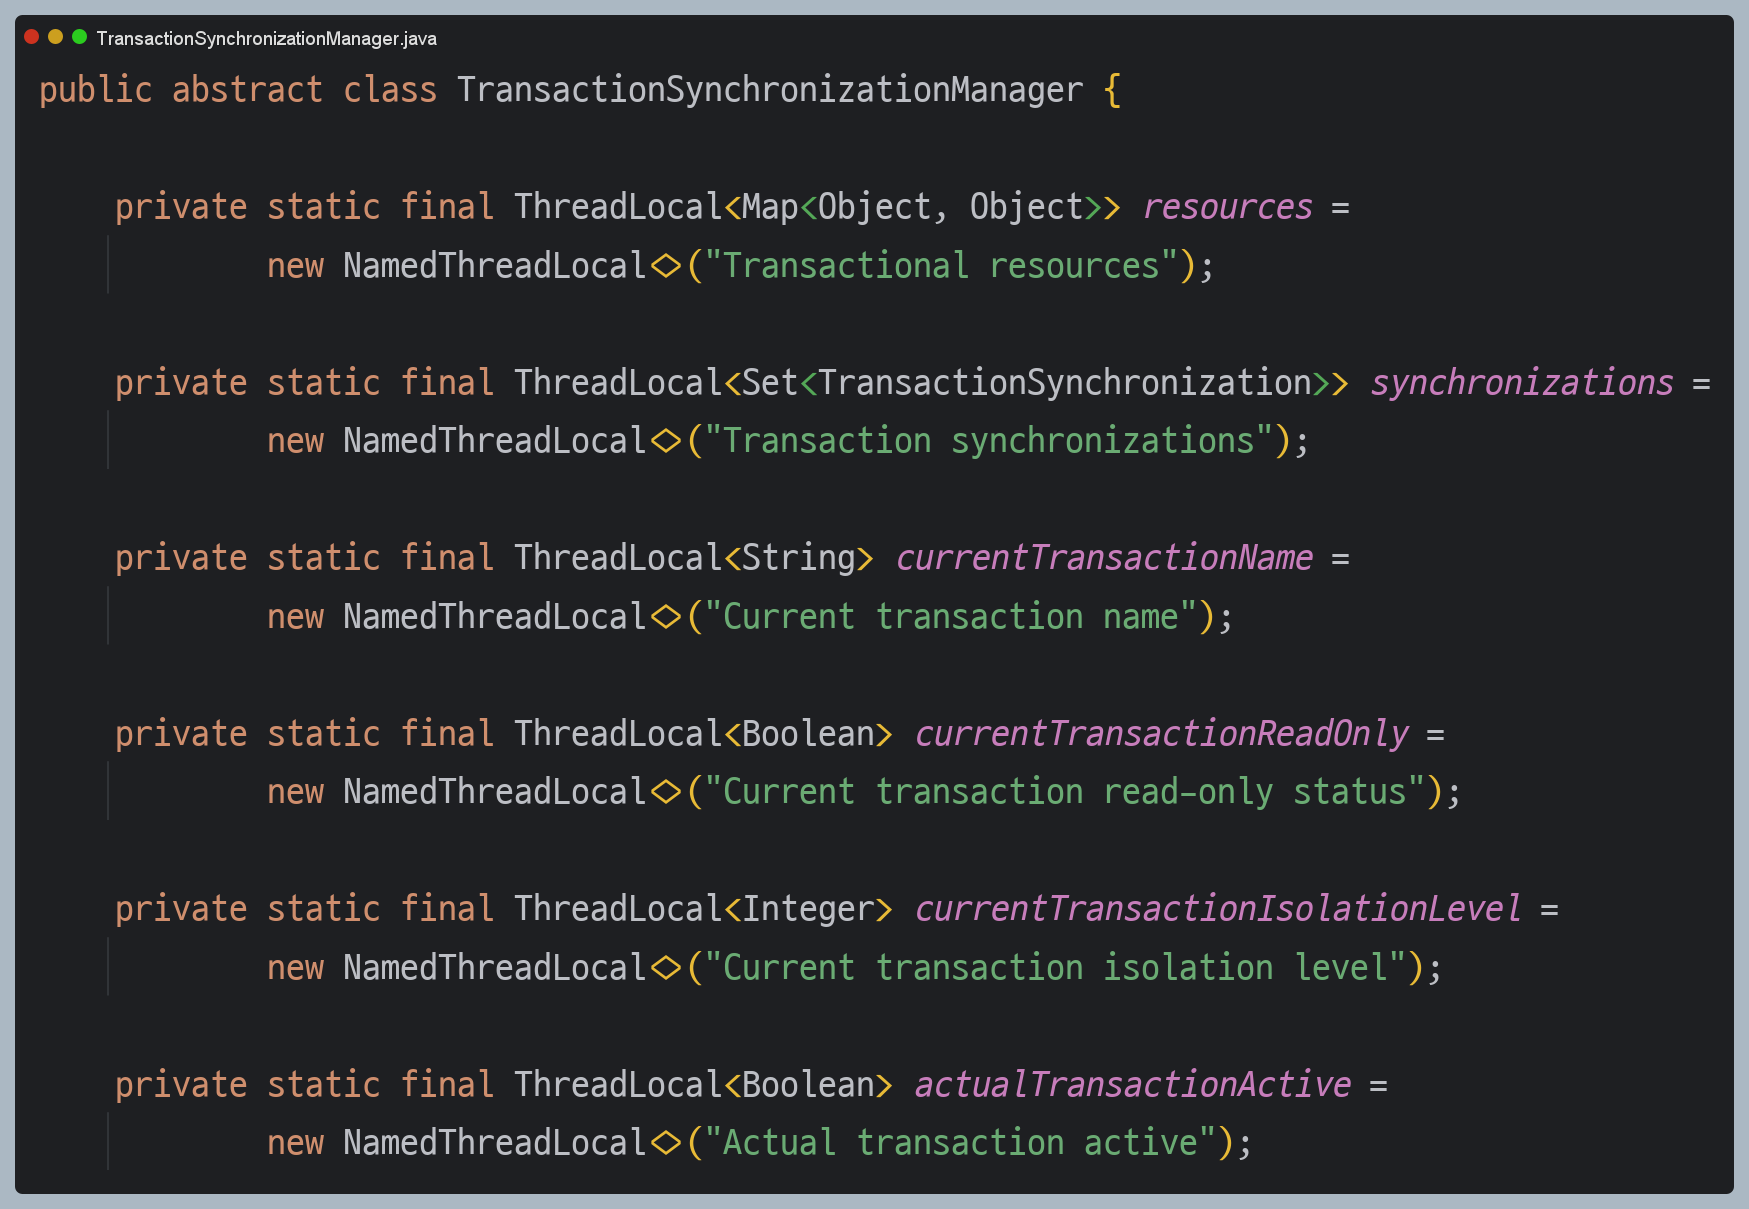 TransactionSynchronizationManager.java
public abstract class TransactionSynchronizationManager {
private static final ThreadLocal<Map<Object, Object>> resources =
new NamedThreadLocal<>("Transactional resources");
private static final ThreadLocal<Set<TransactionSynchronization>> synchronizations =
new NamedThreadLocal<>("Transaction synchronizations");
private static final ThreadLocal<String> currentTransactionName =
new NamedThreadLocal<>("Current transaction name");
private static final ThreadLocal<Boolean> currentTransactionReadOnly =
new NamedThreadLocal<>("Current transaction read-only status");
private static final ThreadLocal<Integer> currentTransactionIsolationLevel =
new NamedThreadLocal<>("Current transaction isolation level");
private static final ThreadLocal<Boolean> actualTransactionActive =
new NamedThreadLocal<>("Actual transaction active");